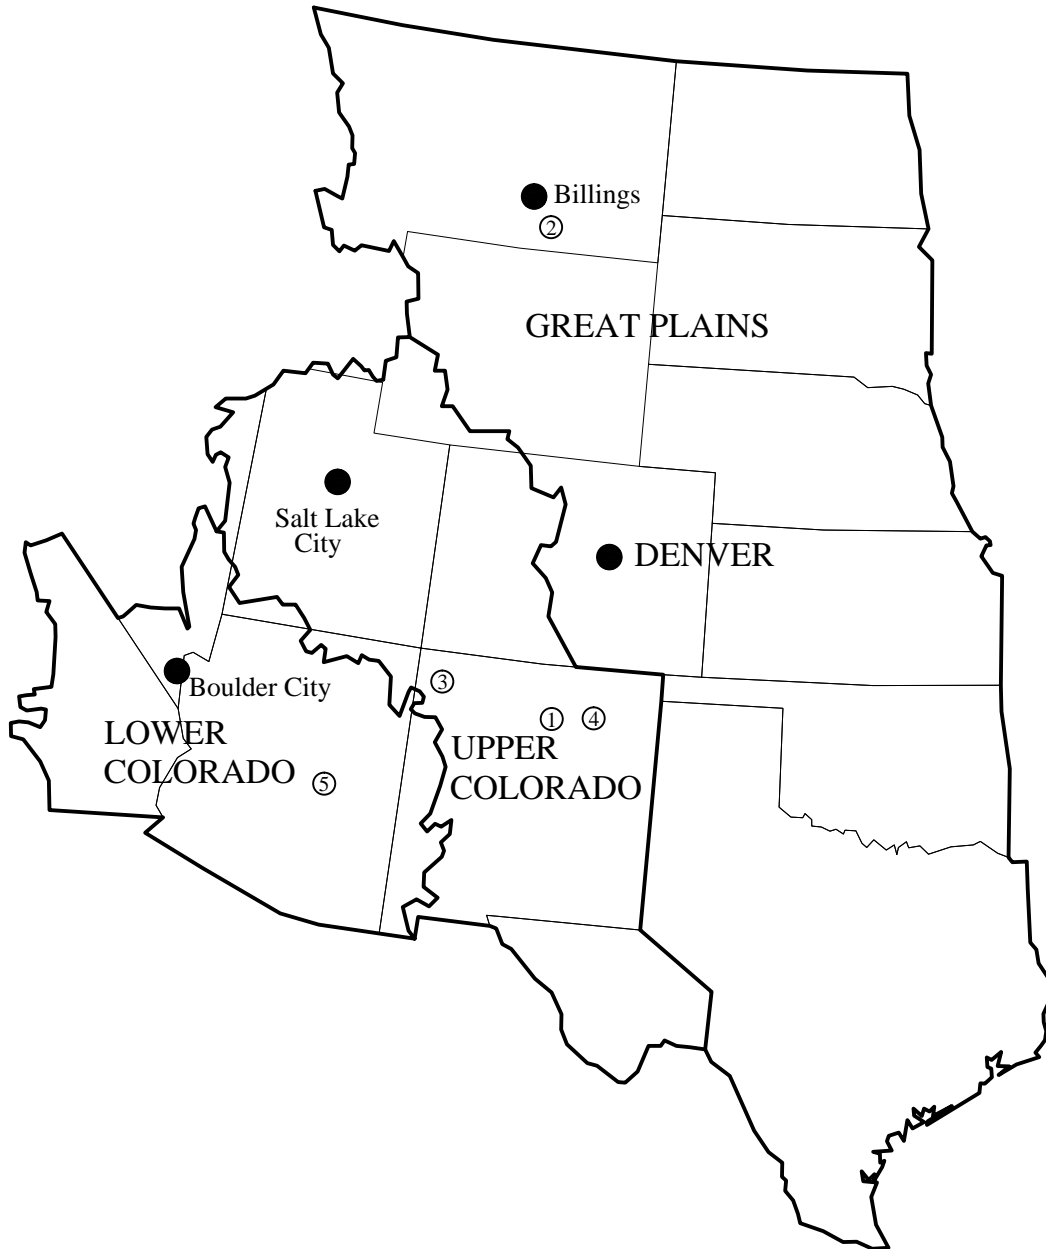 Billings
②
GREAT PLAINS
Salt Lake
City
DENVER
③
Boulder City
①
④
LOWER
COLORADO
UPPER
COLORADO
⑤